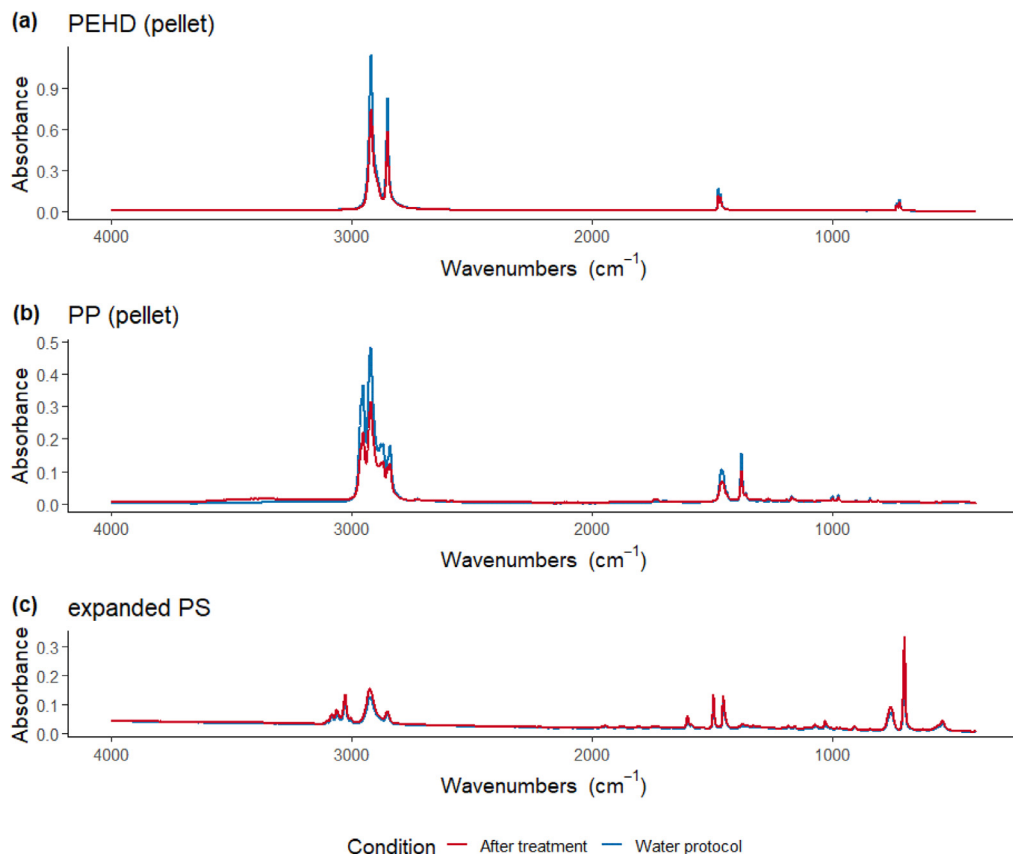 (a) PEHD (pellet)
Absorbance
0.9
0.6
0.3
0.0
4000 3000 2000 1000
Wavenumbers (cm⁻¹)
(b) PP (pellet)
Absorbance
0.5
0.4
0.3
0.2
0.1
0.0
4000 3000 2000 1000
Wavenumbers (cm⁻¹)
(c) expanded PS
Absorbance
0.3
0.2
0.1
0.0
4000 3000 2000 1000
Wavenumbers (cm⁻¹)
Condition After treatment Water protocol